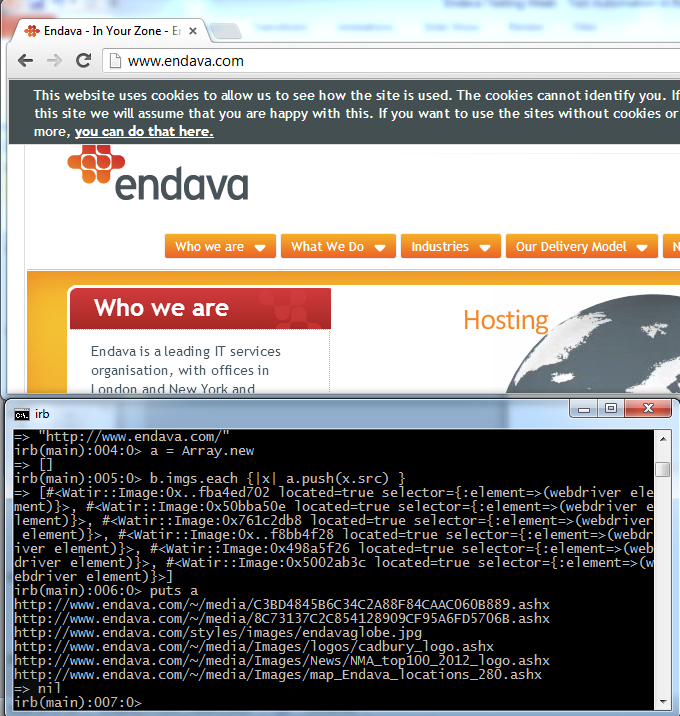 Endava - In Your Zone - E
www.endava.com
This website uses cookies to allow us to see how the site is used. The cookies cannot identify you. If
this site we will assume that you are happy with this. If you want to use the sites without cookies or
more, you can do that here.
endava
Who we are
What We Do
Industries
Our Delivery Model
N
Who we are
Hosting
Endava is a leading IT services
organisation, with offices in
London and New York and
irb
=> "http://www.endava.com/"
irb(main):004:0> a = Array.new
=> []
irb(main):005:0> b.imgs.each {|x| a.push(x.src) }
=> [#<Watir::Image:0x..fba4ed702 located=true selector={:element=>(webdriver ele
ment)}>, #<Watir::Image:0x50bba50e located=true selector={:element=>(webdriver e
lement)}>, #<Watir::Image:0x761c2db8 located=true selector={:element=>(webdriver
 element)}>, #<Watir::Image:0x..f8bb4f28 located=true selector={:element=>(webdr
iver element)}>, #<Watir::Image:0x498a5f26 located=true selector={:element=>(web
driver element)}>, #<Watir::Image:0x5002ab3c located=true selector={:element=>(w
ebdriver element)}>]
irb(main):006:0> puts a
http://www.endava.com/~/media/C3BD4845B6C34C2A88F84CAAC060B889.ashx
http://www.endava.com/~/media/8C73137C2C854128909CF95A6FD5706B.ashx
http://www.endava.com/styles/images/endavaglobe.jpg
http://www.endava.com/~/media/Images/logos/cadbury_logo.ashx
http://www.endava.com/~/media/Images/News/NMA_top100_2012_logo.ashx
http://www.endava.com/~/media/Images/map_Endava_locations_280.ashx
=> nil
irb(main):007:0>